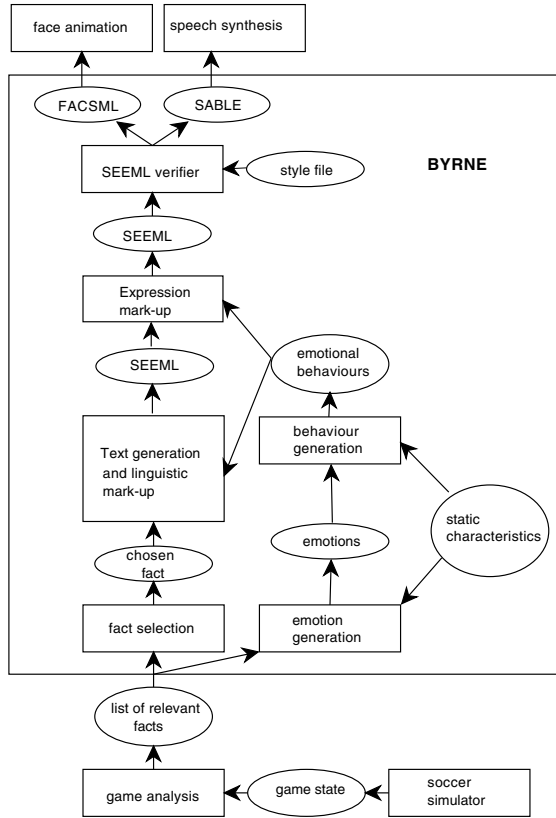 face animation
speech synthesis
FACSML
SABLE
SEEML verifier
style file
BYRNE
SEEML
Expression
mark-up
SEEML
emotional
behaviours
Text generation
and linguistic
mark-up
behaviour
generation
static
characteristics
chosen
fact
emotions
fact selection
emotion
generation
list of relevant
facts
game analysis
game state
soccer
simulator